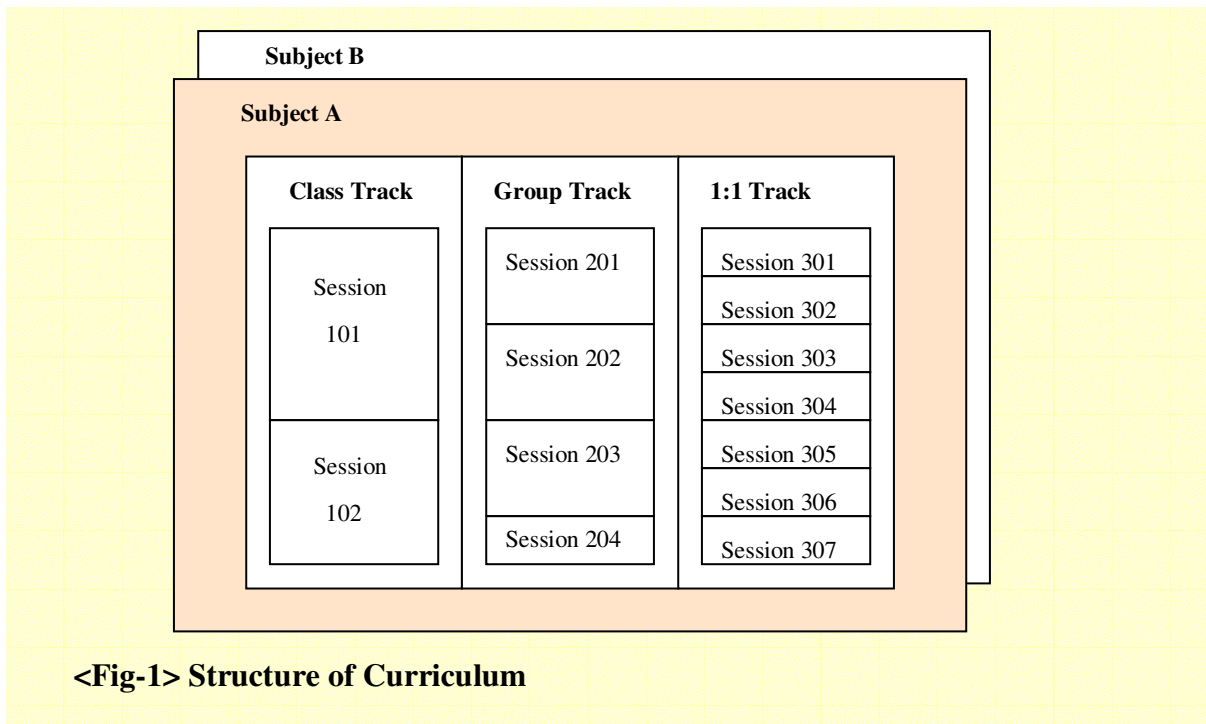 Subject B
Subject A
Class Track
Session
101
Session
102
Group Track
Session 201
Session 202
Session 203
Session 204
1:1 Track
Session 301
Session 302
Session 303
Session 304
Session 305
Session 306
Session 307
<Fig-1> Structure of Curriculum